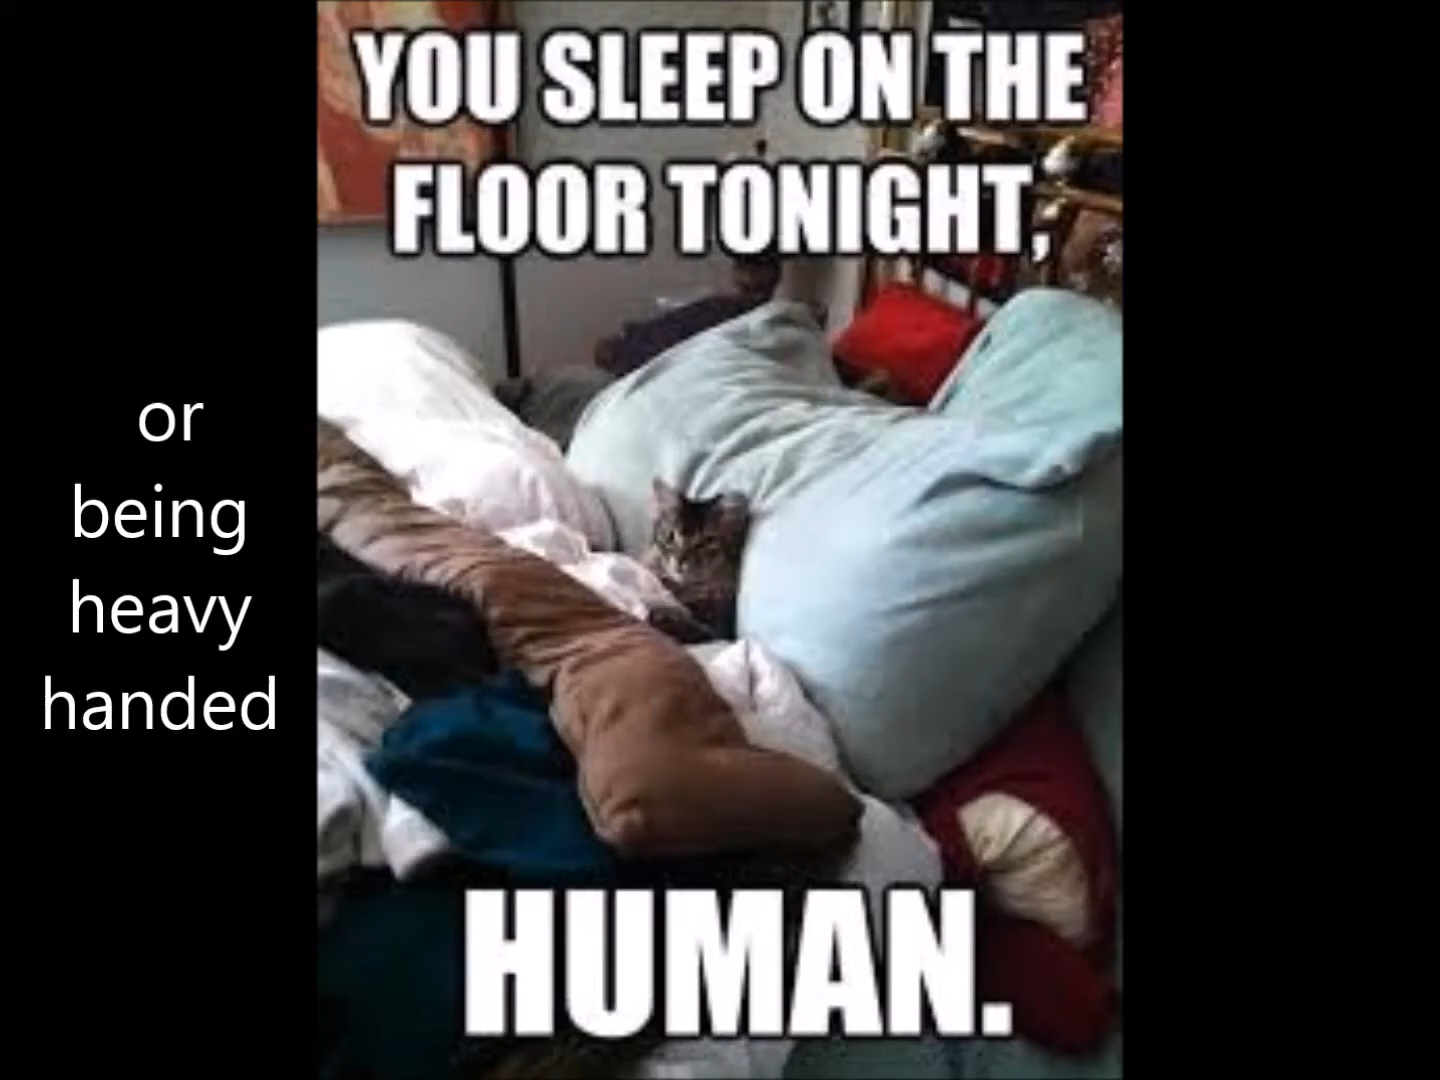 YOU SLEEP ON THE
FLOOR TONIGHT,
or
being
heavy
handed
HUMAN.